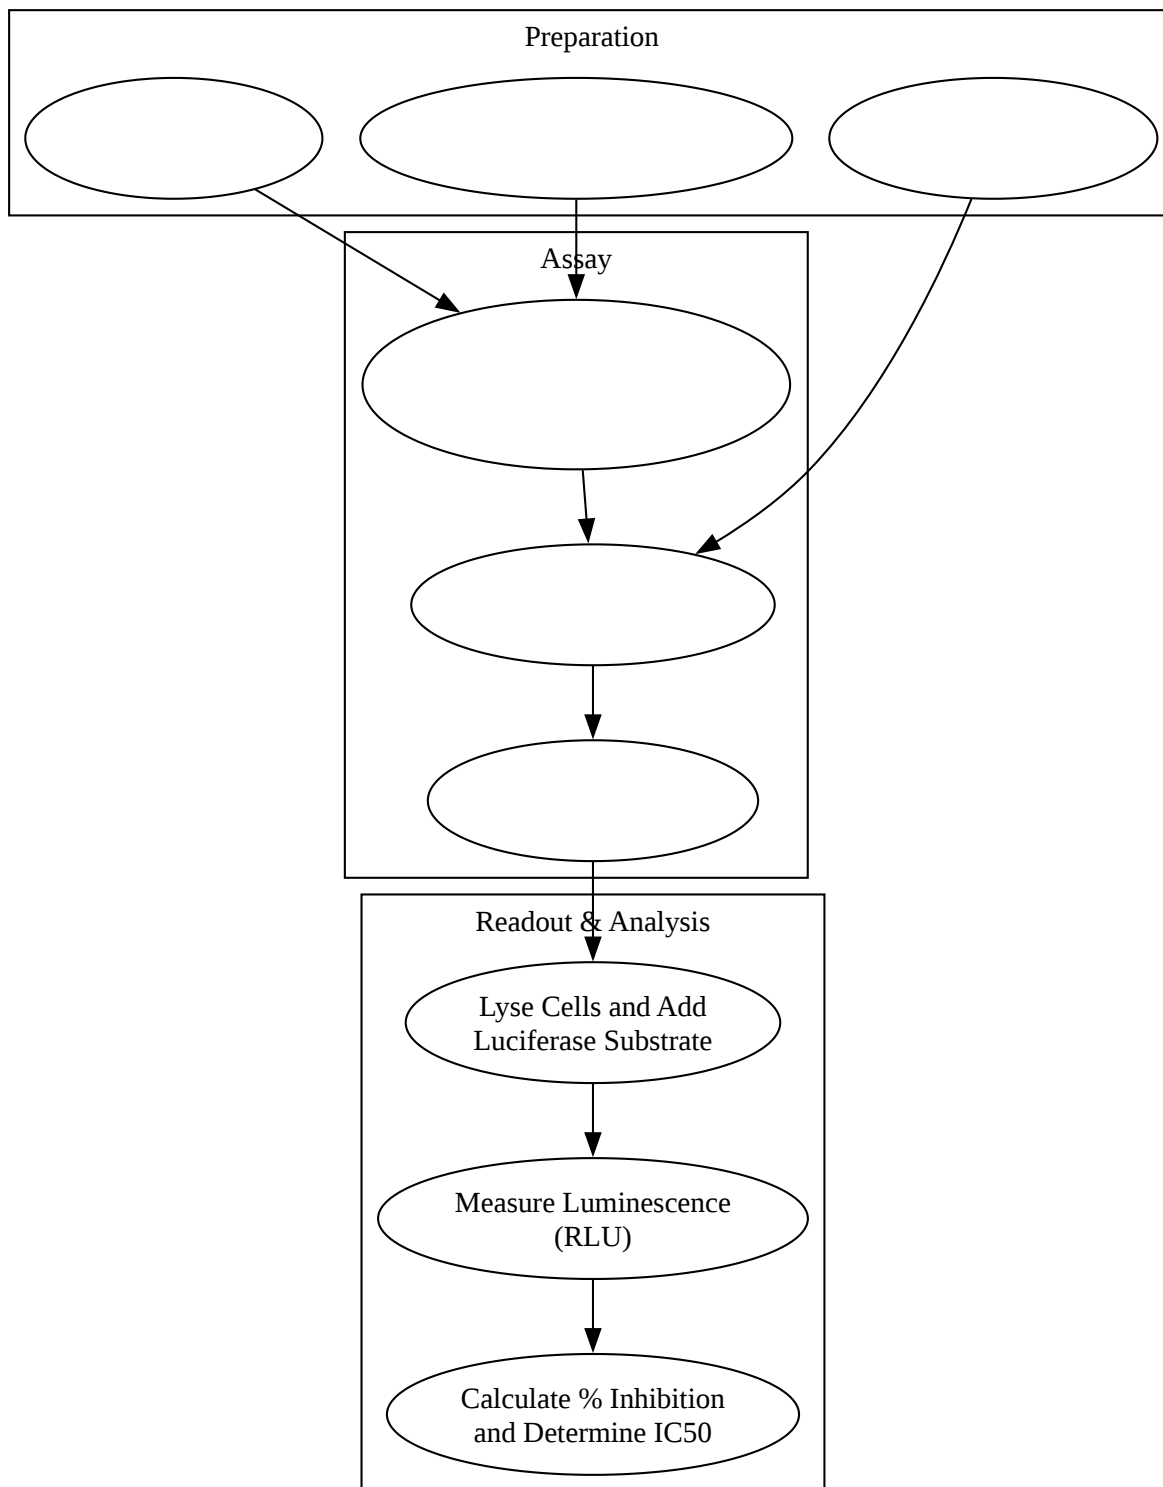 Preparation
Assay
Readout & Analysis
Lyse Cells and Add
Luciferase Substrate
Measure Luminescence
(RLU)
Calculate % Inhibition
and Determine IC50